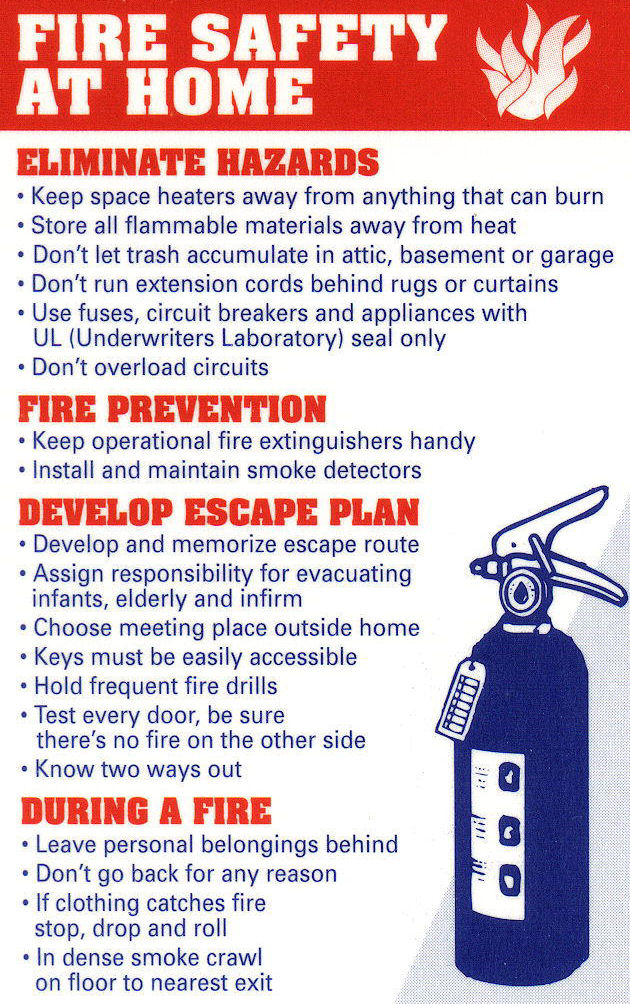 FIRE SAFETY
AT HOME
ELIMINATE HAZARDS
• Keep space heaters away from anything that can burn
• Store all flammable materials away from heat
• Don't let trash accumulate in attic, basement or garage
• Don't run extension cords behind rugs or curtains
• Use fuses, circuit breakers and appliances with
UL (Underwriters Laboratory) seal only
• Don't overload circuits
FIRE PREVENTION
• Keep operational fire extinguishers handy
• Install and maintain smoke detectors
DEVELOP ESCAPE PLAN
• Develop and memorize escape route
• Assign responsibility for evacuating
infants, elderly and infirm
• Choose meeting place outside home
• Keys must be easily accessible
• Hold frequent fire drills
• Test every door, be sure
there's no fire on the other side
• Know two ways out
DURING A FIRE
• Leave personal belongings behind
• Don't go back for any reason
• If clothing catches fire
stop, drop and roll
• In dense smoke crawl
on floor to nearest exit